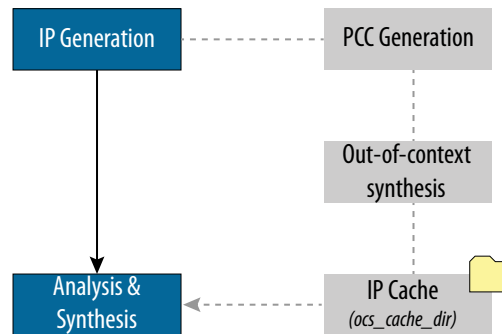 IP Generation
PCC Generation
Out-of-context
synthesis
Analysis &
Synthesis
IP Cache
(ocs_cache_dir)